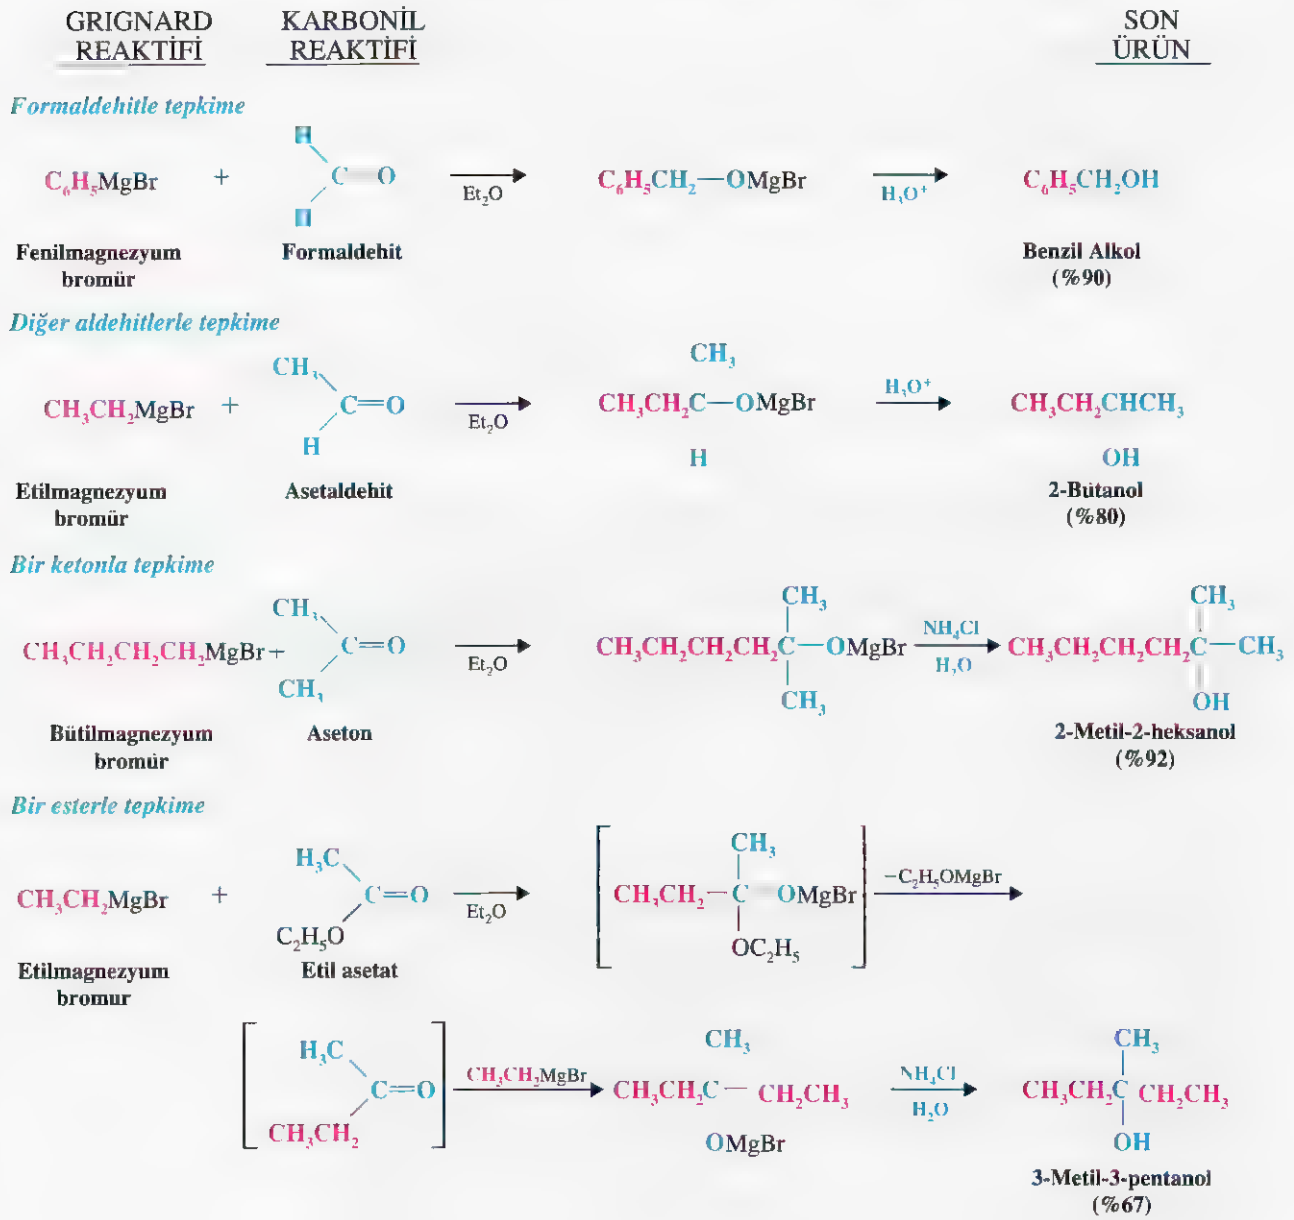 GRIGNARD REAKTİFİ
KARBONİL REAKTİFİ
SON ÜRÜN
Formaldehitle tepkime
C₆H₅MgBr + H H C O Et₂O C₆H₅CH₂—OMgBr H₃O⁺ C₆H₅CH₂OH
Fenilmagnezyum bromür
Formaldehit
Benzil Alkol (%90)
Diğer aldehitlerle tepkime
CH₃CH₂MgBr + CH₃ H C=O Et₂O CH₃ CH₃CH₂C—OMgBr H H₃O⁺ CH₃CH₂CHCH₃ OH
Etilmagnezyum bromür
Asetaldehit
2-Bütanol (%80)
Bir ketonla tepkime
CH₃CH₂CH₂CH₂MgBr + CH₃ CH₃ C=O Et₂O CH₃ CH₃CH₂CH₂CH₂C—OMgBr CH₃ NH₄Cl H₂O CH₃ CH₃CH₂CH₂CH₂C—CH₃ OH
Bütilmagnezyum bromür
Aseton
2-Metil-2-heksanol (%92)
Bir esterle tepkime
CH₃CH₂MgBr + H₃C C₂H₅O C=O Et₂O CH₃ CH₃CH₂—C OMgBr OC₂H₅ −C₂H₅OMgBr
Etilmagnezyum bromur
Etil asetat
H₃C CH₃CH₂ C=O CH₃CH₂MgBr CH₃ CH₃CH₂C— CH₂CH₃ OMgBr NH₄Cl H₂O CH₃ CH₃CH₂C CH₂CH₃ OH
3-Metil-3-pentanol (%67)